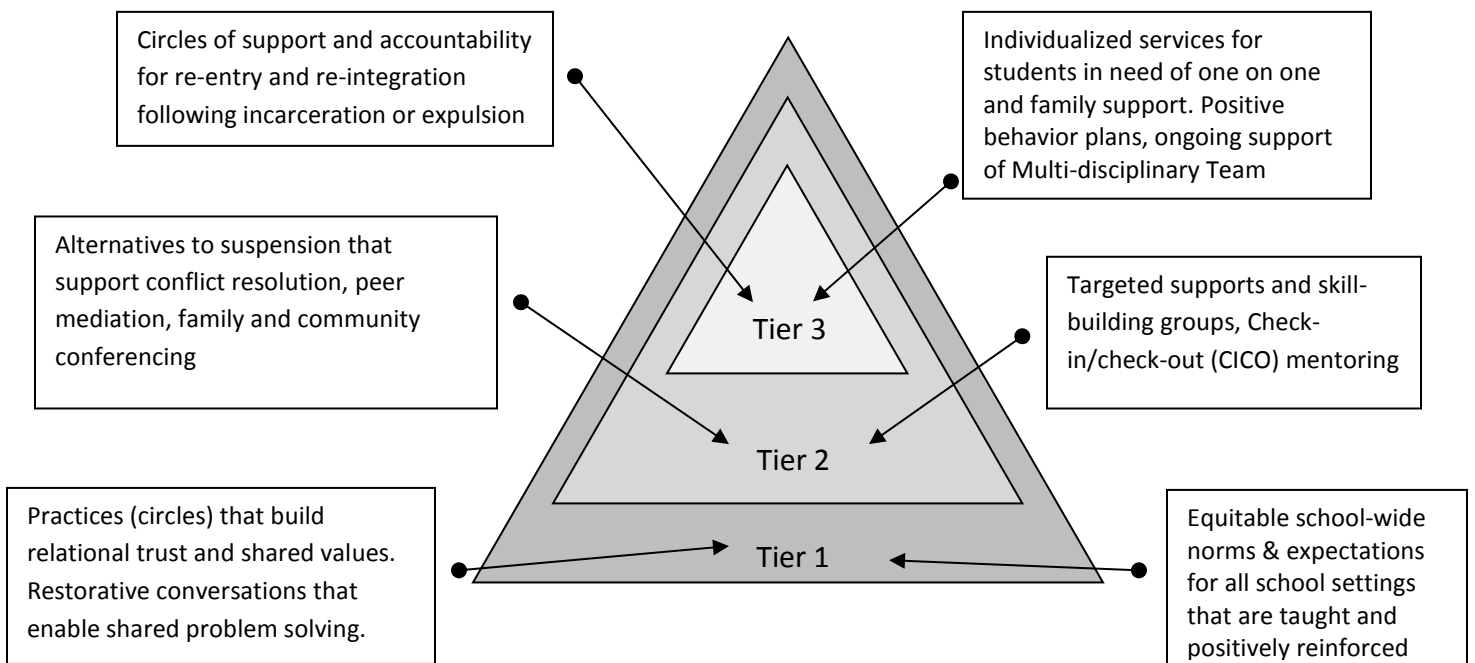 Circles of support and accountability
for re-entry and re-integration
following incarceration or expulsion
Individualized services for
students in need of one on one
and family support. Positive
behavior plans, ongoing support
of Multi-disciplinary Team
Alternatives to suspension that
support conflict resolution, peer
mediation, family and community
conferencing
Targeted supports and skill-
building groups, Check-
in/check-out (CICO) mentoring
Tier 3
Tier 2
Practices (circles) that build
relational trust and shared values.
Restorative conversations that
enable shared problem solving.
Tier 1
Equitable school-wide
norms & expectations
for all school settings
that are taught and
positively reinforced